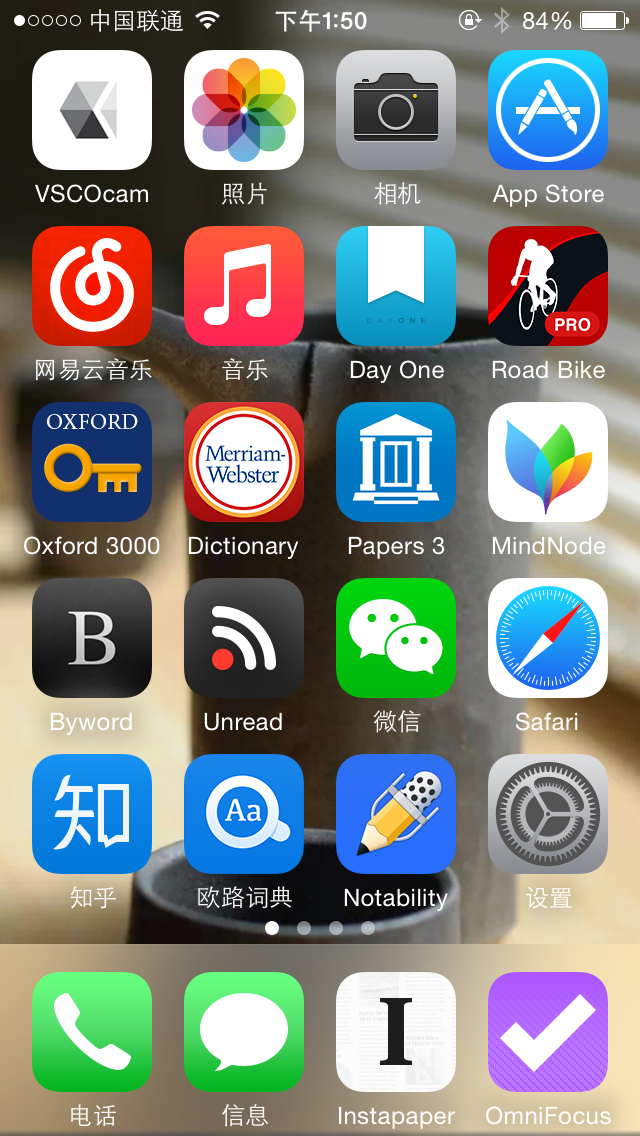 中国联通 下午1:50 84%
VSCOcam 照片 相机 App Store
DAY ONE PRO
网易云音乐 音乐 Day One Road Bike
OXFORD Merriam-
Webster
Oxford 3000 Dictionary Papers 3 MindNode
B
Byword Unread 微信 Safari
知 Aa
知乎 欧路词典 Notability 设置
I
电话 信息 Instapaper OmniFocus